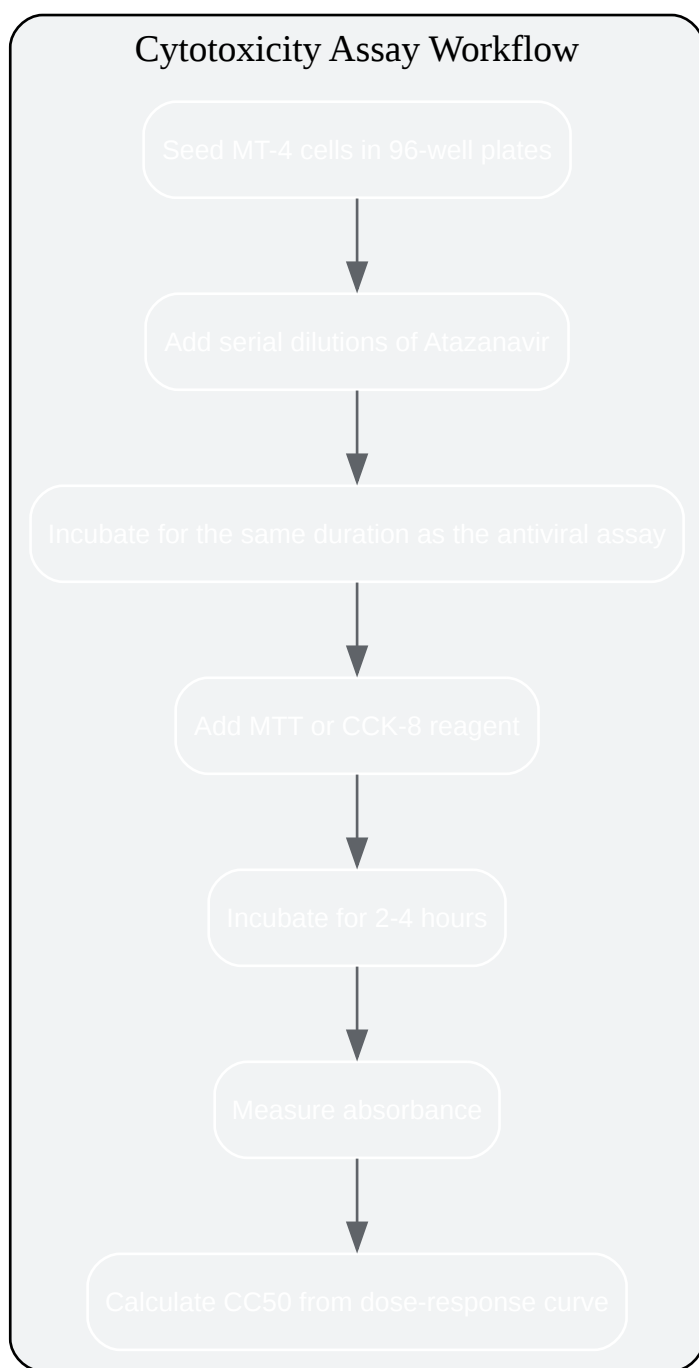 Cytotoxicity Assay Workflow
Seed MT-4 cells in 96-well plates
Add serial dilutions of Atazanavir
Incubate for the same duration as the antiviral assay
Add MTT or CCK-8 reagent
Incubate for 2-4 hours
Measure absorbance
Calculate CC50 from dose-response curve